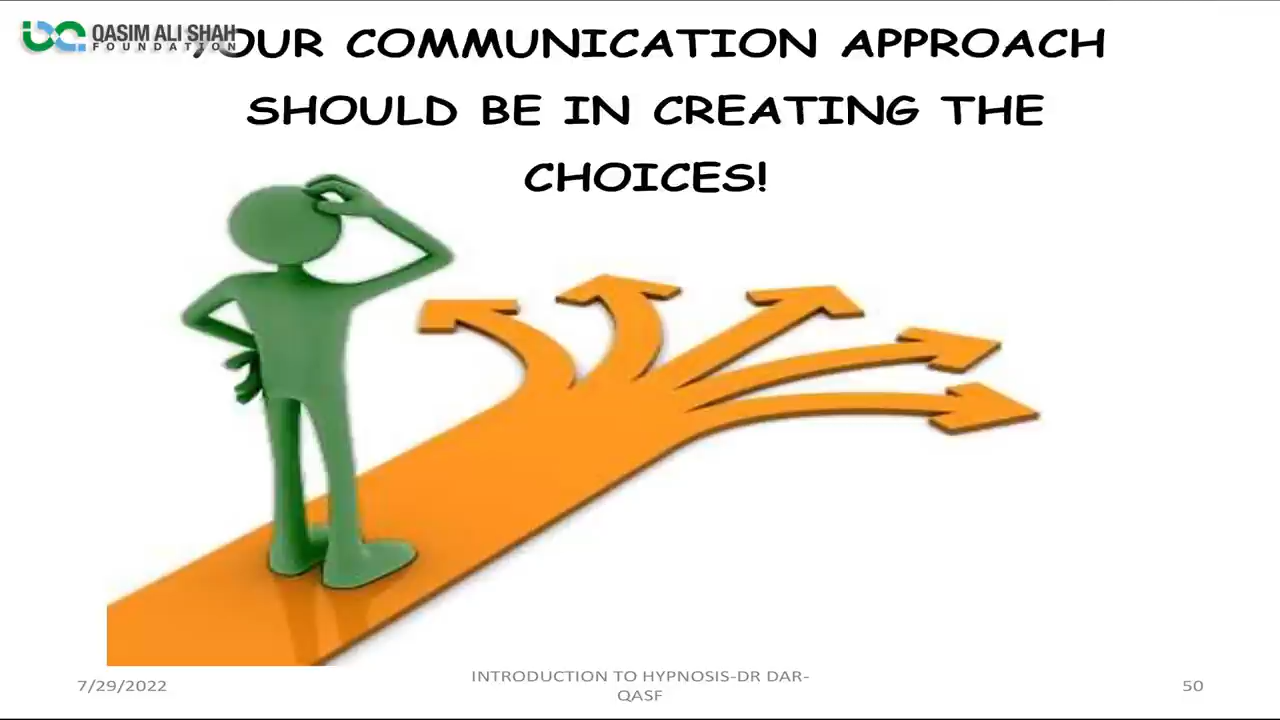 QASIM ALI SHAH
FOUNDATION
YOUR COMMUNICATION APPROACH
SHOULD BE IN CREATING THE
CHOICES!
7/29/2022
INTRODUCTION TO HYPNOSIS-DR DAR-
QASF
50